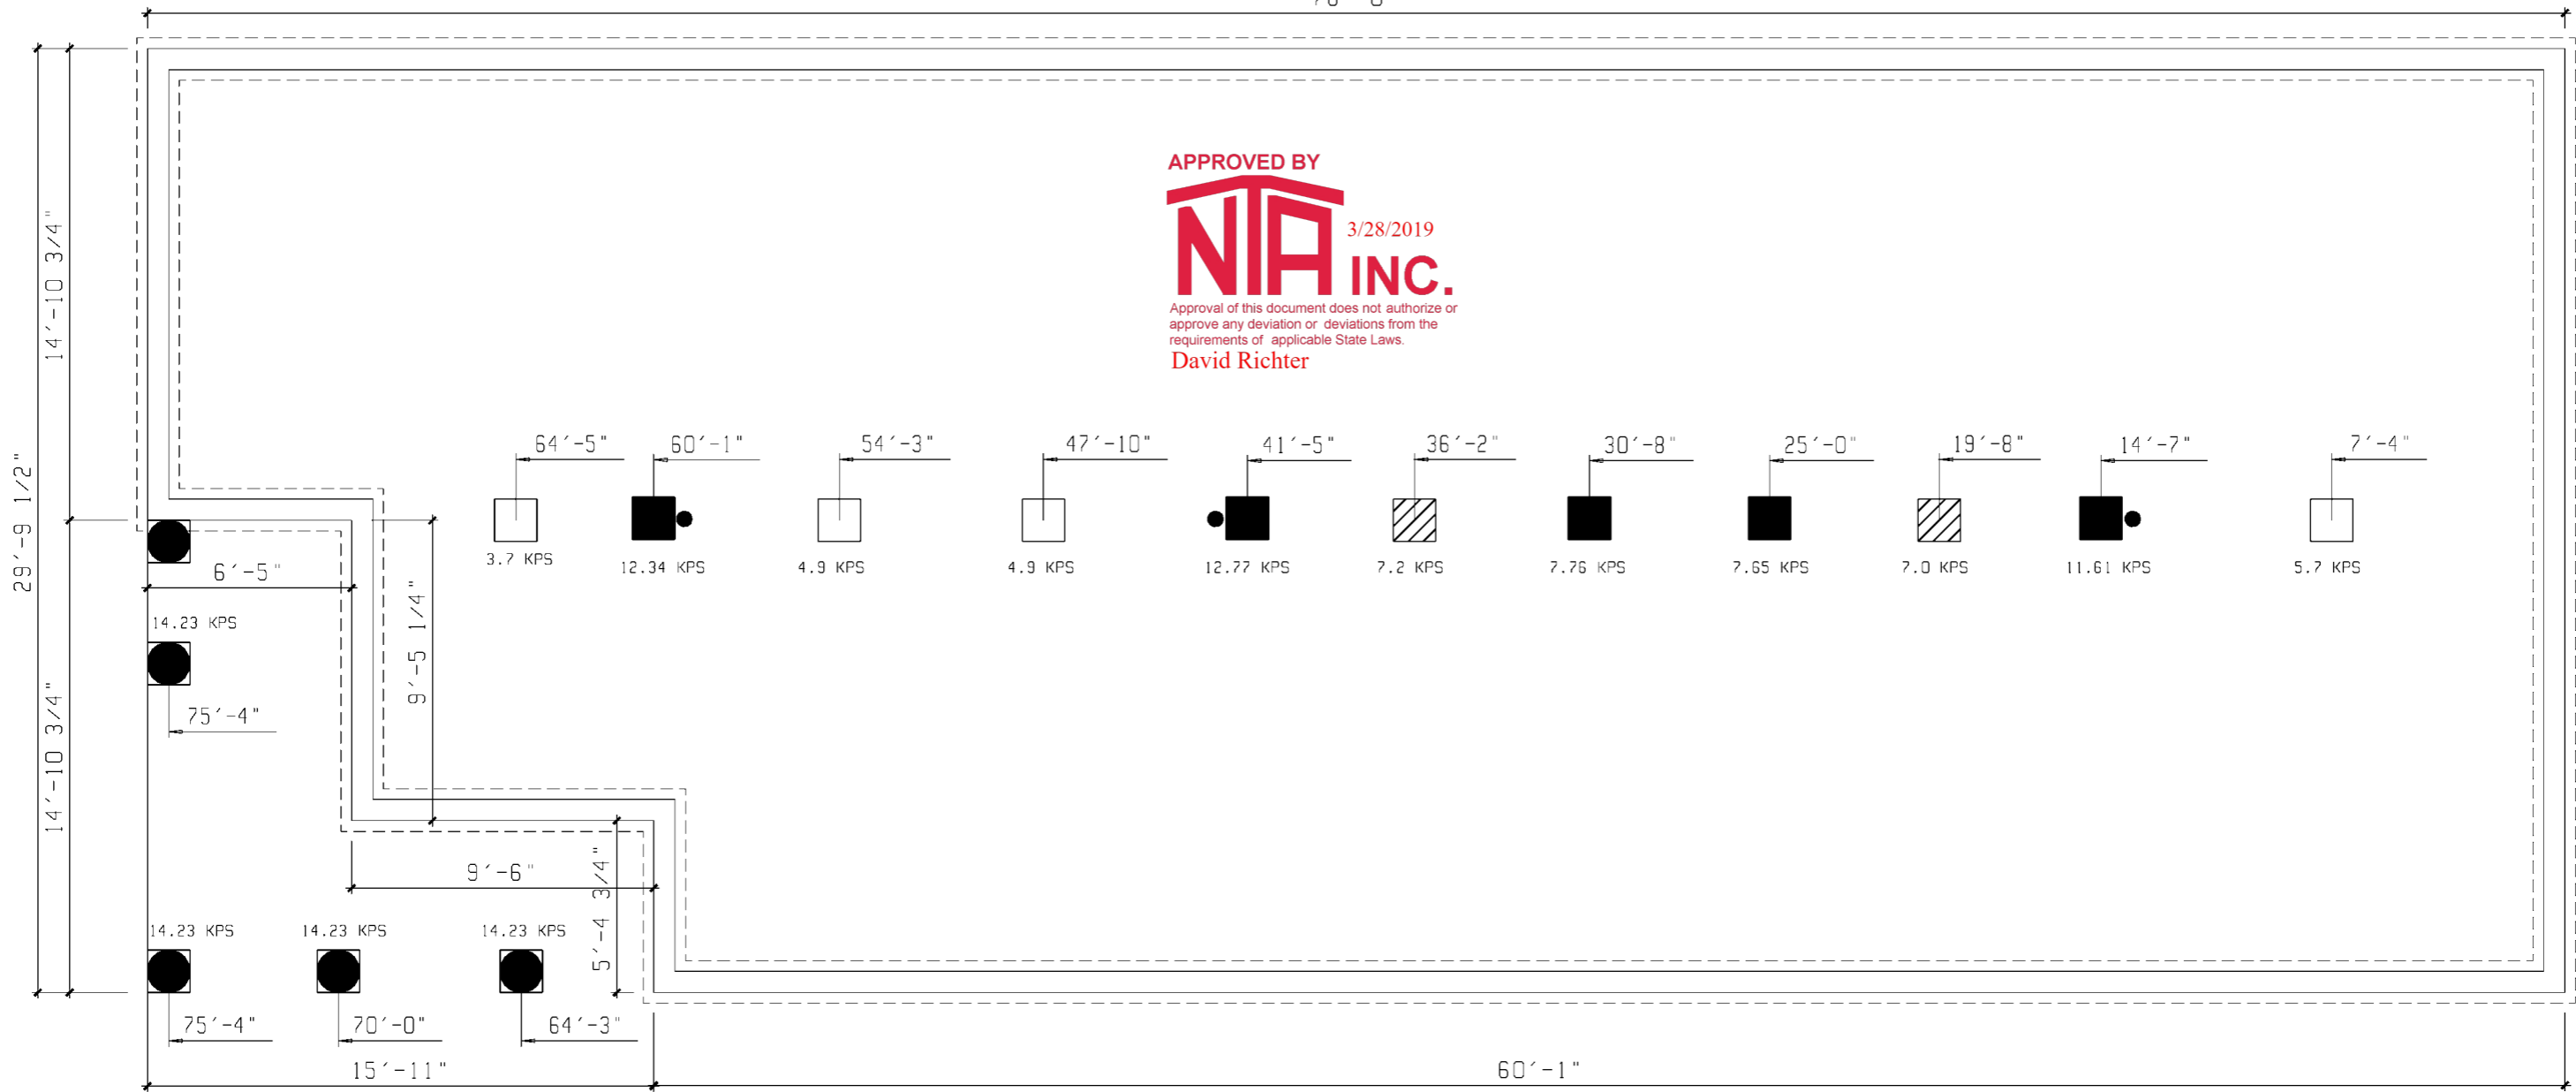 APPROVED BY
NTA
3/28/2019
INC.
Approval of this document does not authorize or
approve any deviation or deviations from the
requirements of applicable State Laws.
David Richter
14'-10 3/4"
29'-9 1/2"
14'-10 3/4"
64'-5"
60'-1"
54'-3"
47'-10"
41'-5"
36'-2"
30'-8"
25'-0"
19'-8"
14'-7"
7'-4"
3.7 KPS
12.34 KPS
4.9 KPS
4.9 KPS
12.77 KPS
7.2 KPS
7.76 KPS
7.65 KPS
7.0 KPS
11.61 KPS
5.7 KPS
6'-5"
9'-5 1/4"
14.23 KPS
75'-4"
9'-6"
5'-4 3/4"
14.23 KPS
14.23 KPS
14.23 KPS
75'-4"
70'-0"
64'-3"
15'-11"
60'-1"